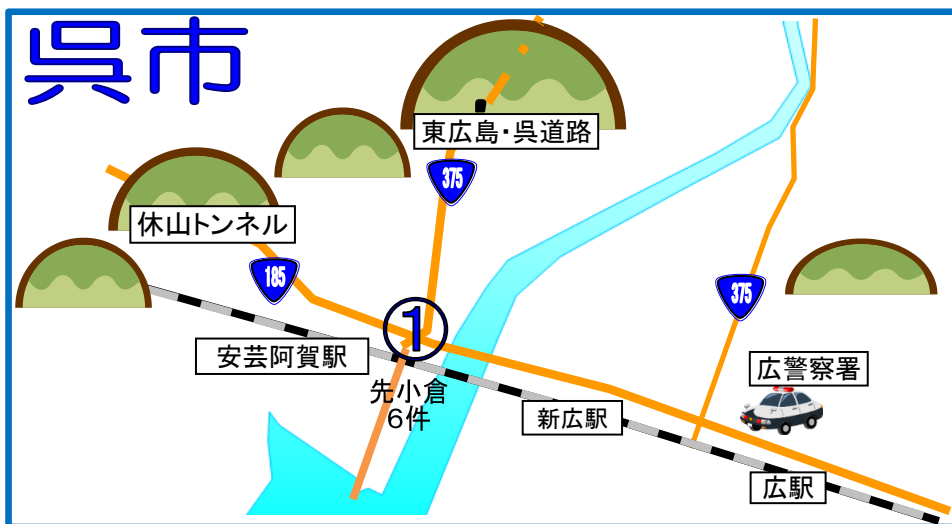 呉市
東広島・呉道路
375
休山トンネル
185
375
①
安芸阿賀駅
広警察署
先小倉
6件
新広駅
広駅